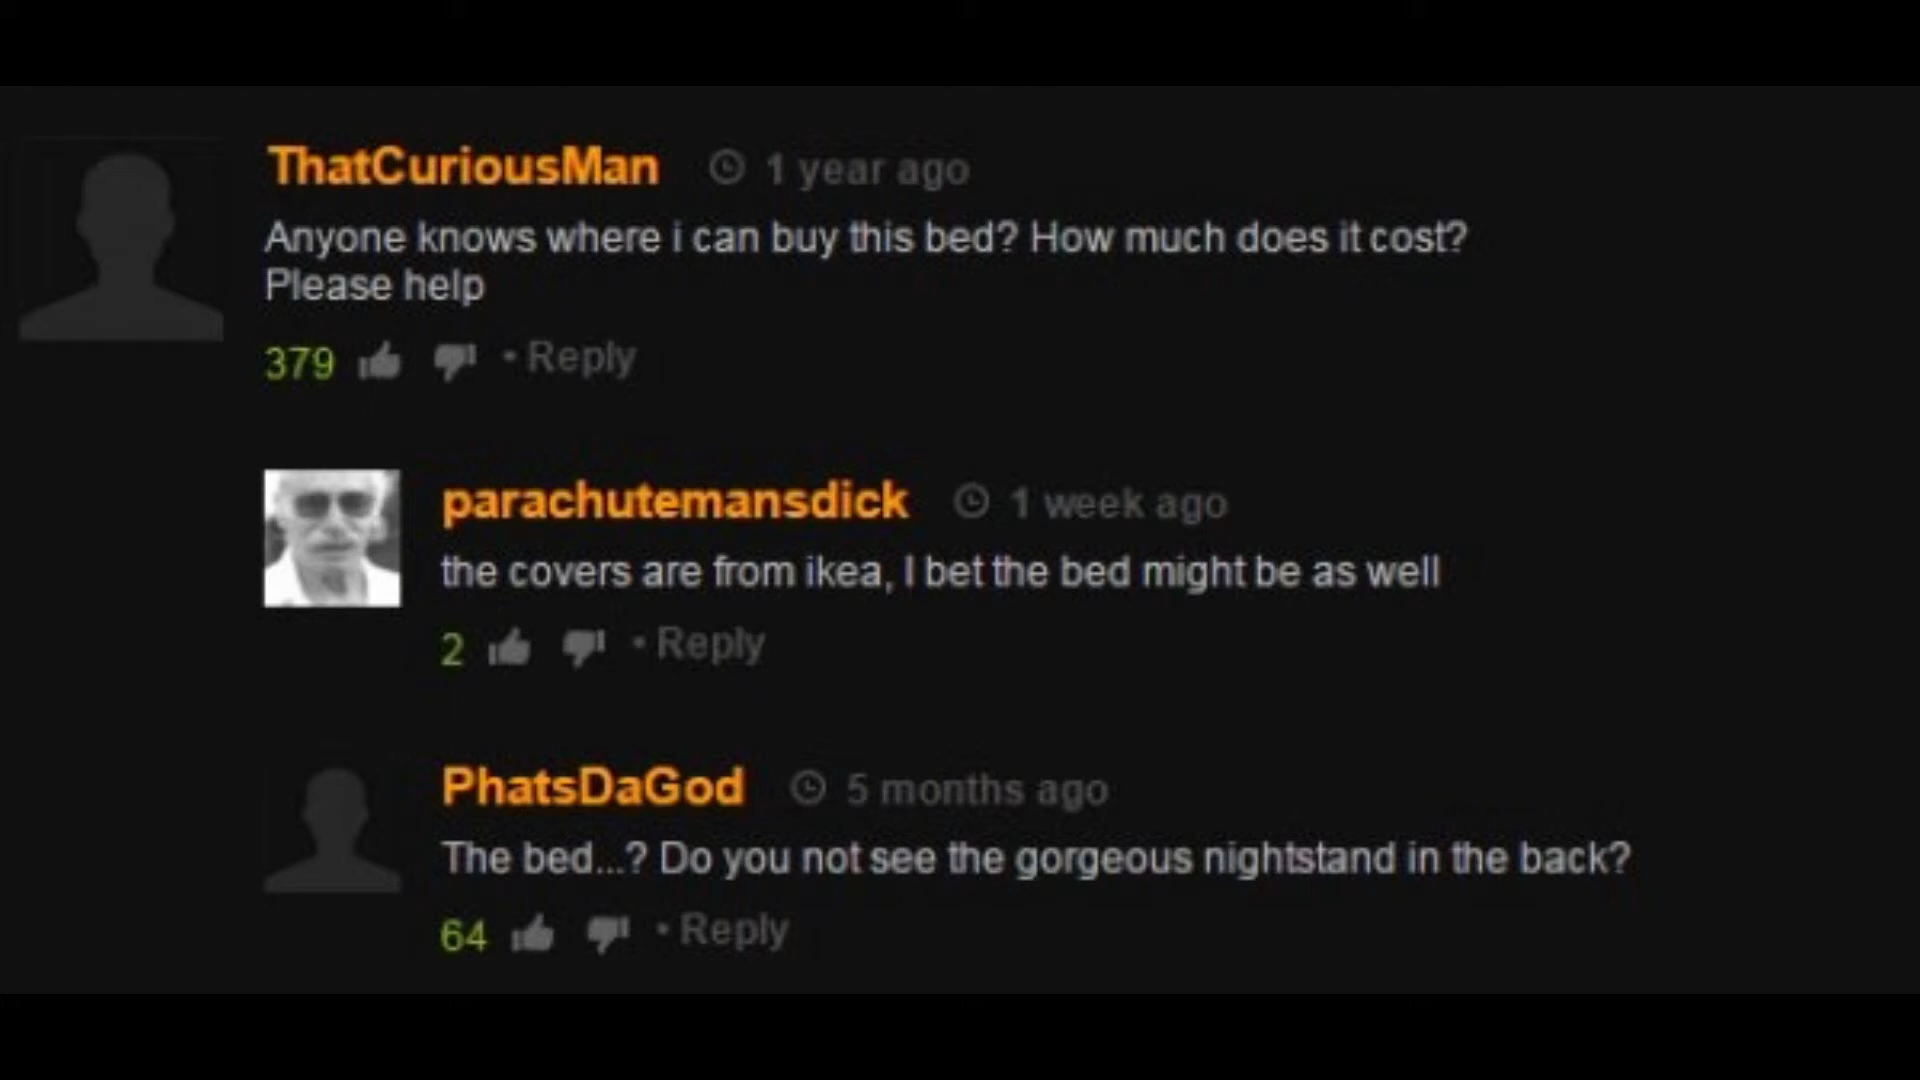 ThatCuriousMan 1 year ago
Anyone knows where i can buy this bed? How much does it cost?
Please help
379 • Reply
parachutemansdick 1 week ago
the covers are from ikea, I bet the bed might be as well
2 • Reply
PhatsDaGod 5 months ago
The bed...? Do you not see the gorgeous nightstand in the back?
64 • Reply